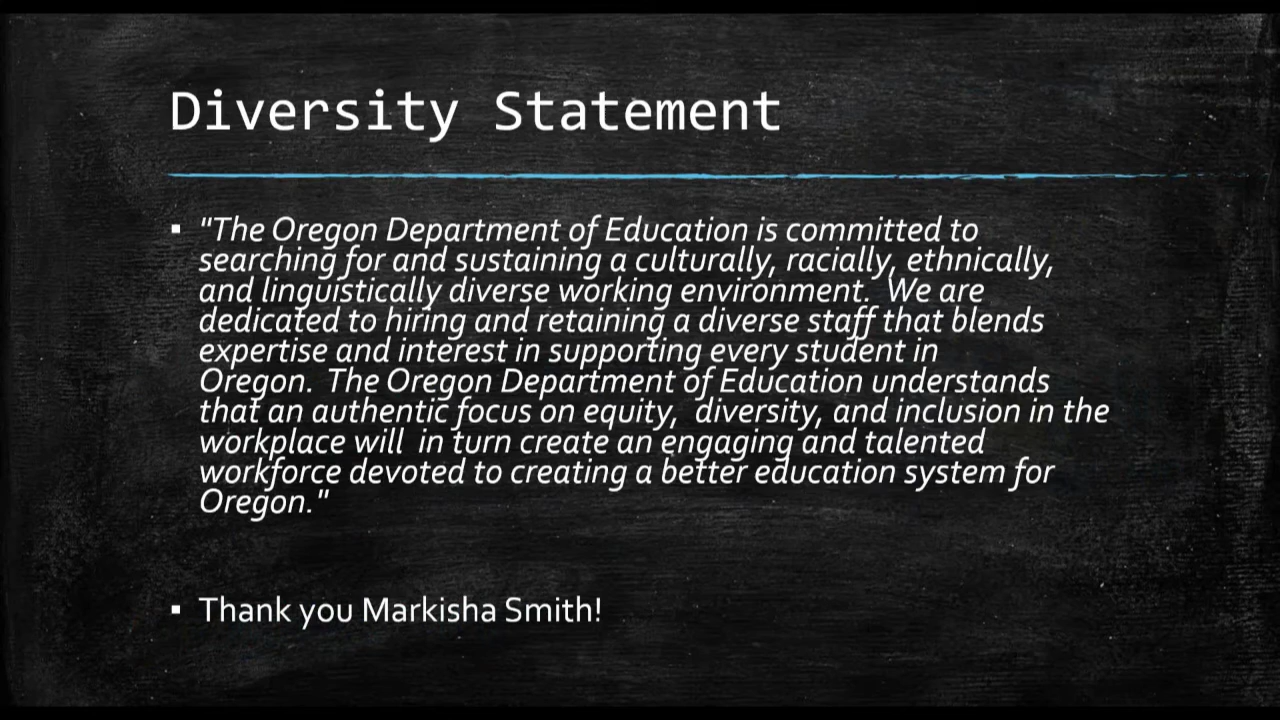 Diversity Statement
▪ "The Oregon Department of Education is committed to
searching for and sustaining a culturally, racially, ethnically,
and linguistically diverse working environment.  We are
dedicated to hiring and retaining a diverse staff that blends
expertise and interest in supporting every student in
Oregon.  The Oregon Department of Education understands
that an authentic focus on equity,  diversity, and inclusion in the
workplace will  in turn create an engaging and talented
workforce devoted to creating a better education system for
Oregon."
▪ Thank you Markisha Smith!